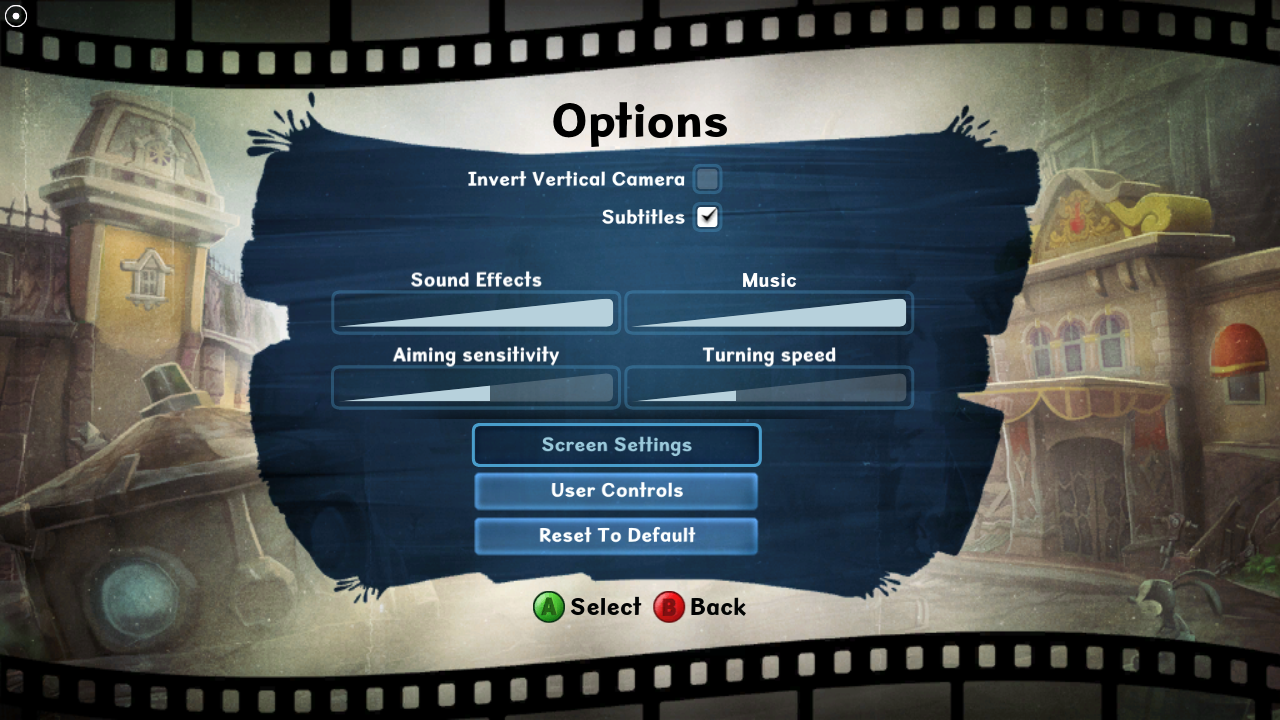 Options
Invert Vertical Camera
Subtitles
Sound Effects Music
Aiming sensitivity Turning speed
Screen Settings
User Controls
Reset To Default
A Select B Back